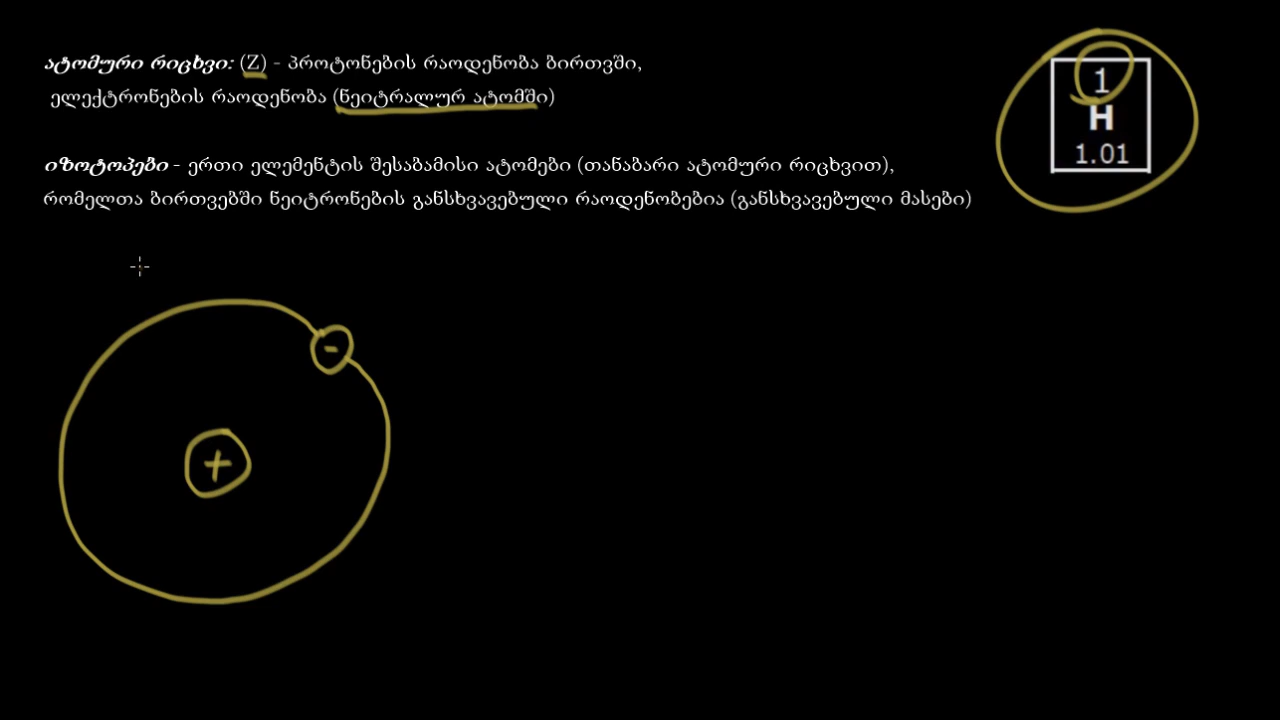 ატომური რიცხვი: (Z) - პროტონების რაოდენობა ბირთვში,
ელექტრონების რაოდენობა (ნეიტრალურ ატომში)
იზოტოპები - ერთი ელემენტის შესაბამისი ატომები (თანაბარი ატომური რიცხვით),
რომელთა ბირთვებში ნეიტრონების განსხვავებული რაოდენობებია (განსხვავებული მასები)
1
H
1.01
-
+